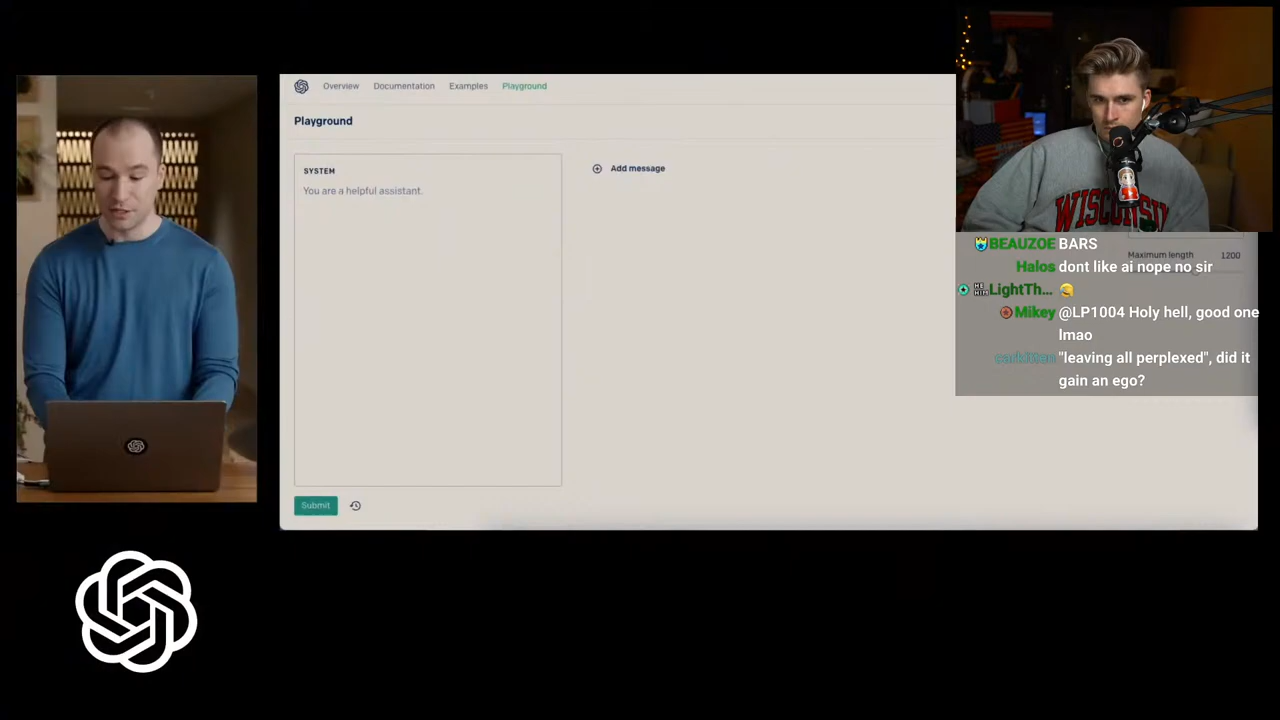 Overview Documentation Examples Playground
Playground
SYSTEM
You are a helpful assistant.
Add message
Submit
WISCONSIN
Maximum length 1200
BEAUZOE BARS
Halos dont like ai nope no sir
LightTh...
Mikey @LP1004 Holy hell, good one
lmao
"leaving all perplexed", did it
gain an ego?